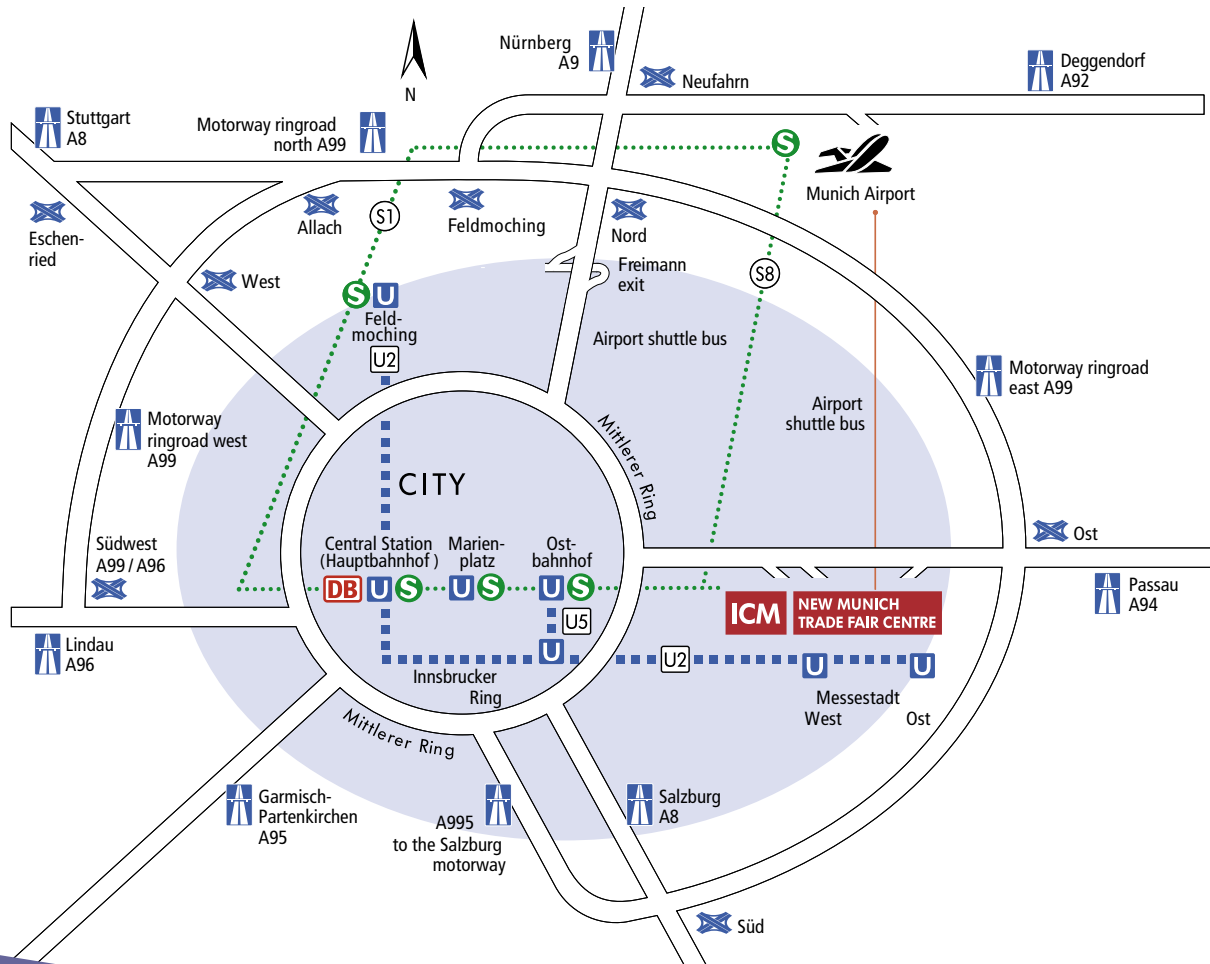 Nürnberg
A9
Deggendorf
A92
Neufahrn
N
Stuttgart
A8
Motorway ringroad
north A99
S
Munich Airport
Eschen-
ried
Allach
S1
Feldmoching
Nord
West
Freimann
exit
S8
S U
Feld-
moching
U2
Airport shuttle bus
Motorway ringroad
east A99
Airport
shuttle bus
Motorway
ringroad west
A99
Mittlerer Ring
CITY
Südwest
A99 / A96
Central Station
(Hauptbahnhof )
Marien-
platz
Ost-
bahnhof
Ost
DB U S
U S
U S
Passau
A94
ICM
NEW MUNICH
TRADE FAIR CENTRE
U5
Lindau
A96
U
U2
U
U
Innsbrucker
Ring
Messestadt
West Ost
Mittlerer Ring
Garmisch-
Partenkirchen
A95
A995
to the Salzburg
motorway
Salzburg
A8
Süd